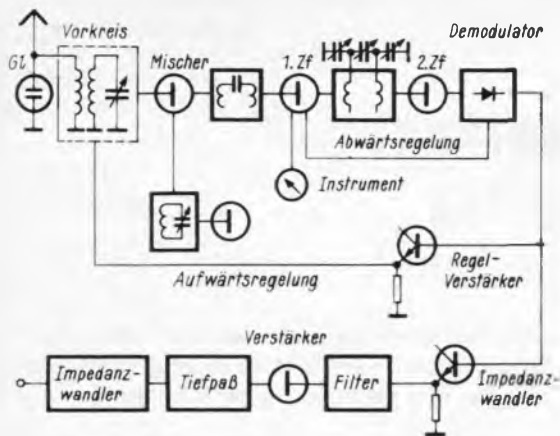 Vorkreis
Gl
Mischer
1.Zf
2.Zf
Demodulator
Abwärtsregelung
Instrument
Aufwärtsregelung
Regel-
Verstärker
Verstärker
Impedanz-
wandler
Tiefpaß
Filter
Impedanz-
wandler